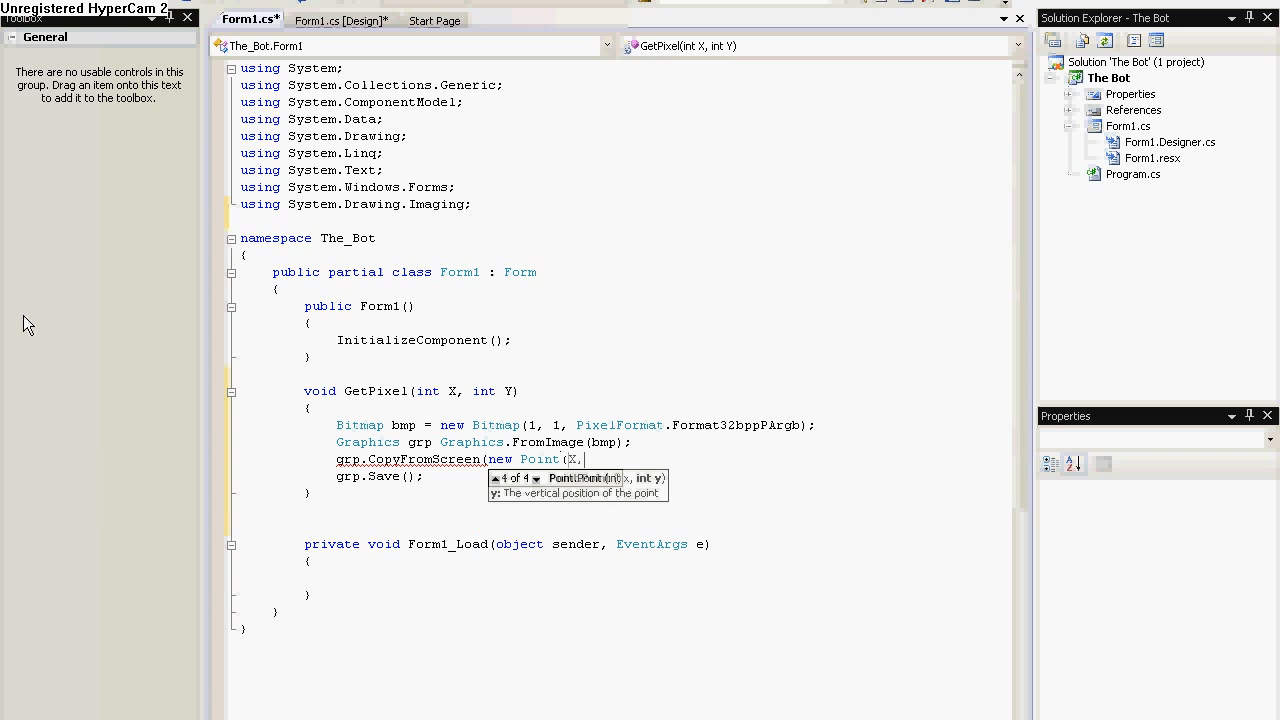 Unregistered HyperCam 2
Toolbox
General
There are no usable controls in this
group. Drag an item onto this text
to add it to the toolbox.
Form1.cs*
Form1.cs [Design]*
Start Page
The_Bot.Form1
GetPixel(int X, int Y)
using System;
using System.Collections.Generic;
using System.ComponentModel;
using System.Data;
using System.Drawing;
using System.Linq;
using System.Text;
using System.Windows.Forms;
using System.Drawing.Imaging;
namespace The_Bot
{
public partial class Form1 : Form
{
public Form1()
{
InitializeComponent();
}
void GetPixel(int X, int Y)
{
Bitmap bmp = new Bitmap(1, 1, PixelFormat.Format32bppPArgb);
Graphics grp Graphics.FromImage(bmp);
grp.CopyFromScreen(new Point(X,
grp.Save();
4 of 4 Point.Point (int x, int y)
y: The vertical position of the point
}
private void Form1_Load(object sender, EventArgs e)
{
}
}
}
Solution Explorer - The Bot
Solution 'The Bot' (1 project)
The Bot
Properties
References
Form1.cs
Form1.Designer.cs
Form1.resx
Program.cs
Properties